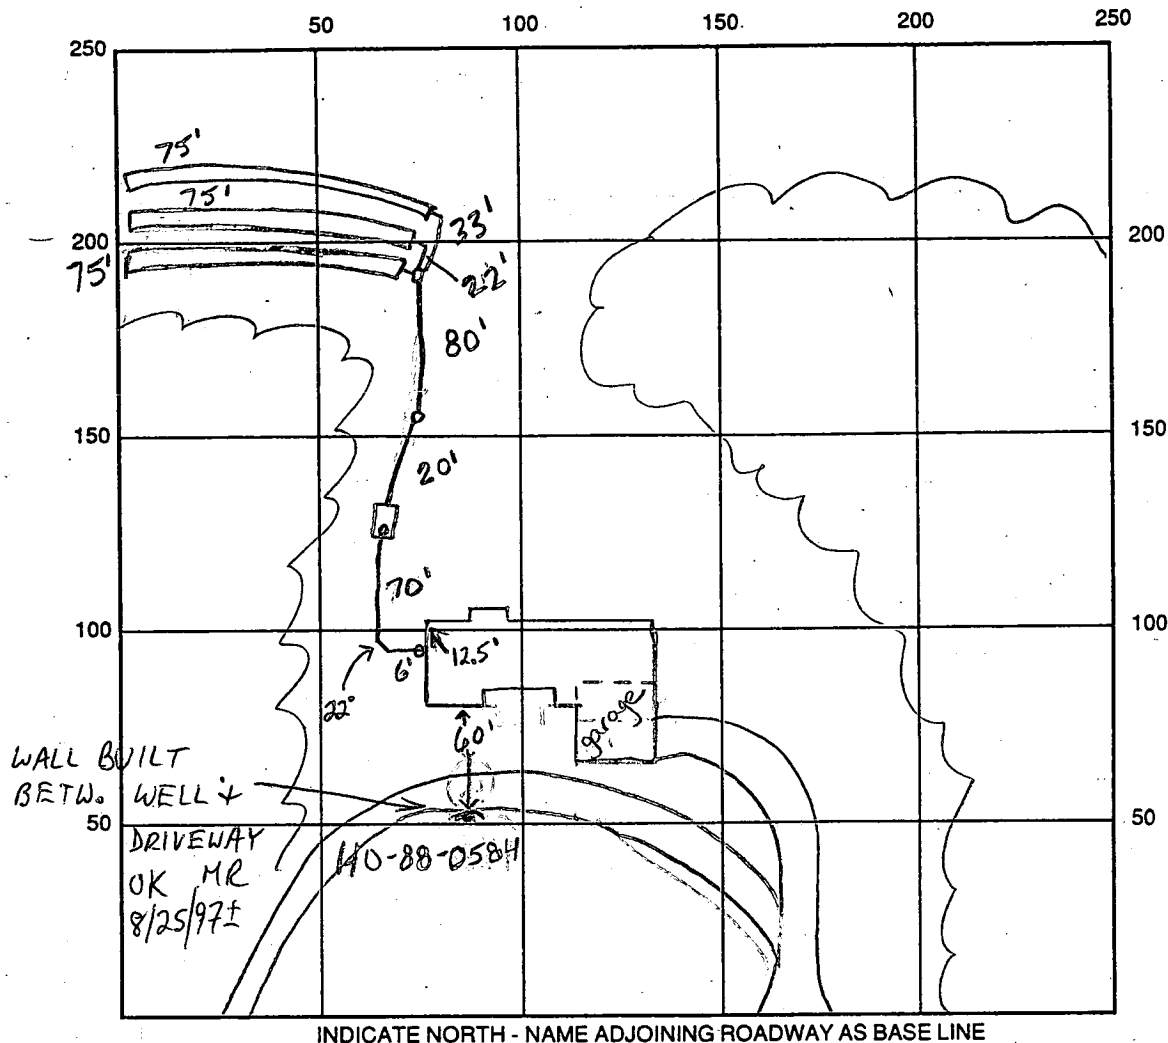 50 100 150 200 250
250
75'
75'
33'
200 200
75'
22'
80'
150 150
20'
70'
100 100
12.5'
6'
22°
garage
60'
WALL BUILT
BETW. WELL &
50 50
DRIVEWAY
HO-88-0584
OK MR
8/25/97±
INDICATE NORTH - NAME ADJOINING ROADWAY AS BASE LINE